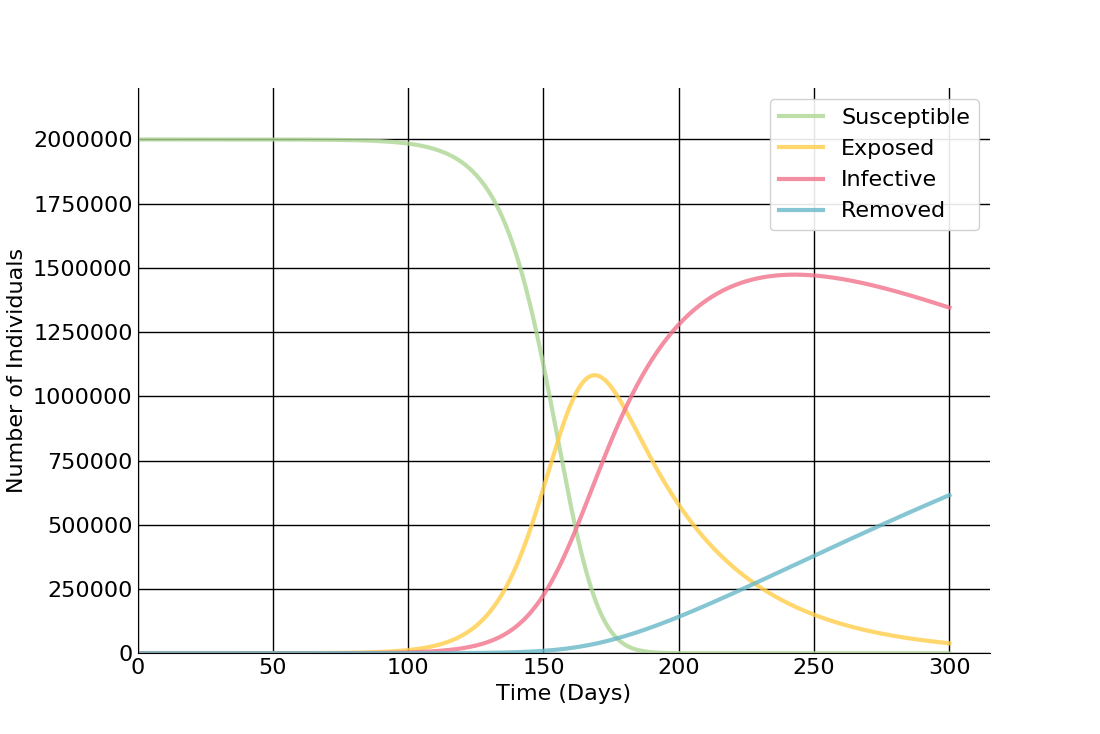 Susceptible
Exposed
Infective
Removed
Number of Individuals
2000000
1750000
1500000
1250000
1000000
750000
500000
250000
0
0 50 100 150 200 250 300
Time (Days)